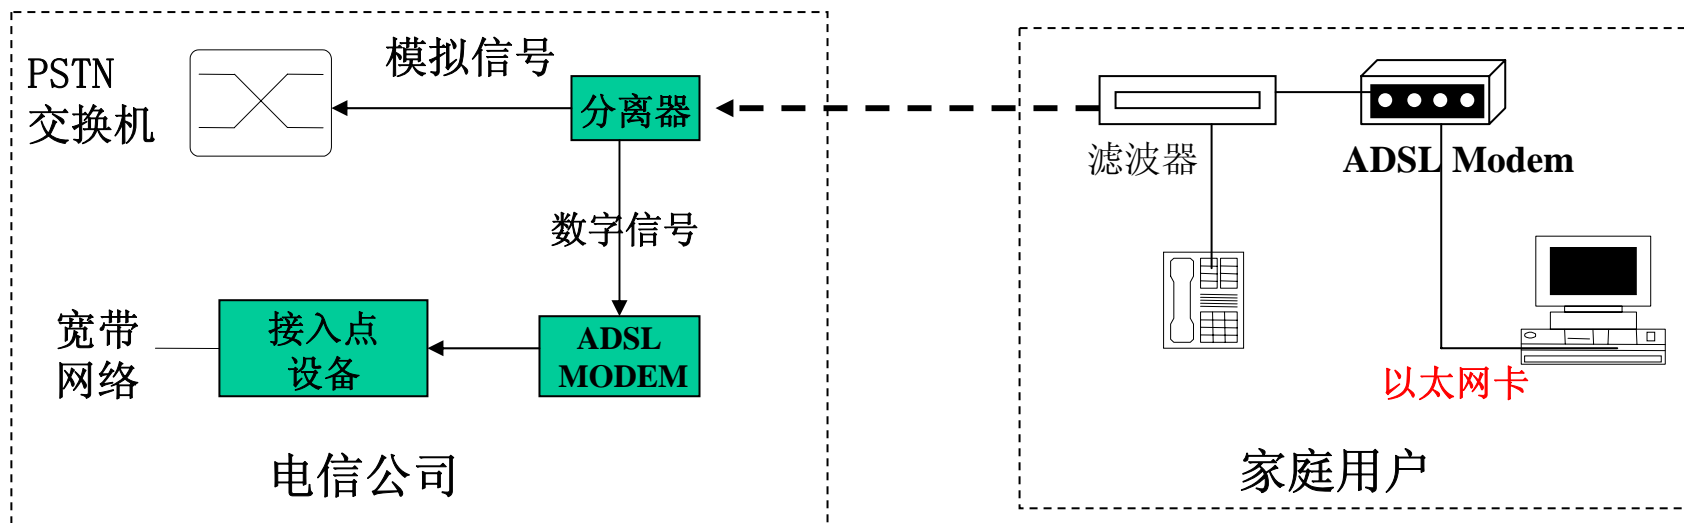 PSTN
交换机
模拟信号
分离器
数字信号
宽带
网络
接入点
设备
ADSL
MODEM
电信公司
滤波器
ADSL Modem
以太网卡
家庭用户